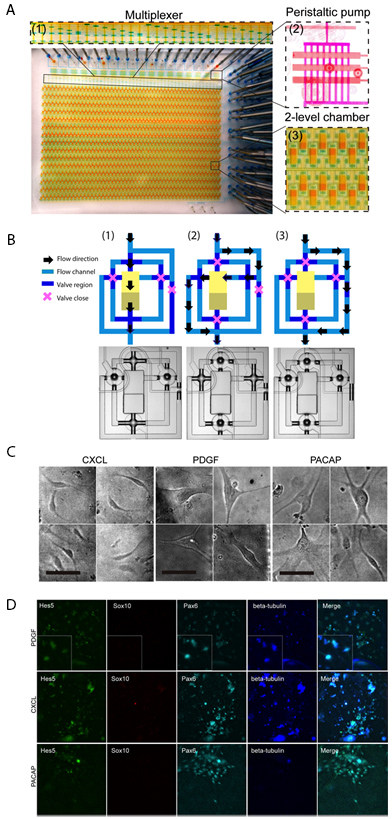 A
Multiplexer
Peristaltic pump
(1)
(2)
2-level chamber
(3)
B
(1)
(2)
(3)
Flow direction
Flow channel
Valve region
Valve close
C
CXCL
PDGF
PACAP
D
Hes5
Sox10
Pax6
beta-tubulin
Merge
PDGF
Hes5
Sox10
Pax6
beta-tubulin
Merge
CXCL
Hes5
Sox10
Pax6
beta-tubulin
Merge
PACAP